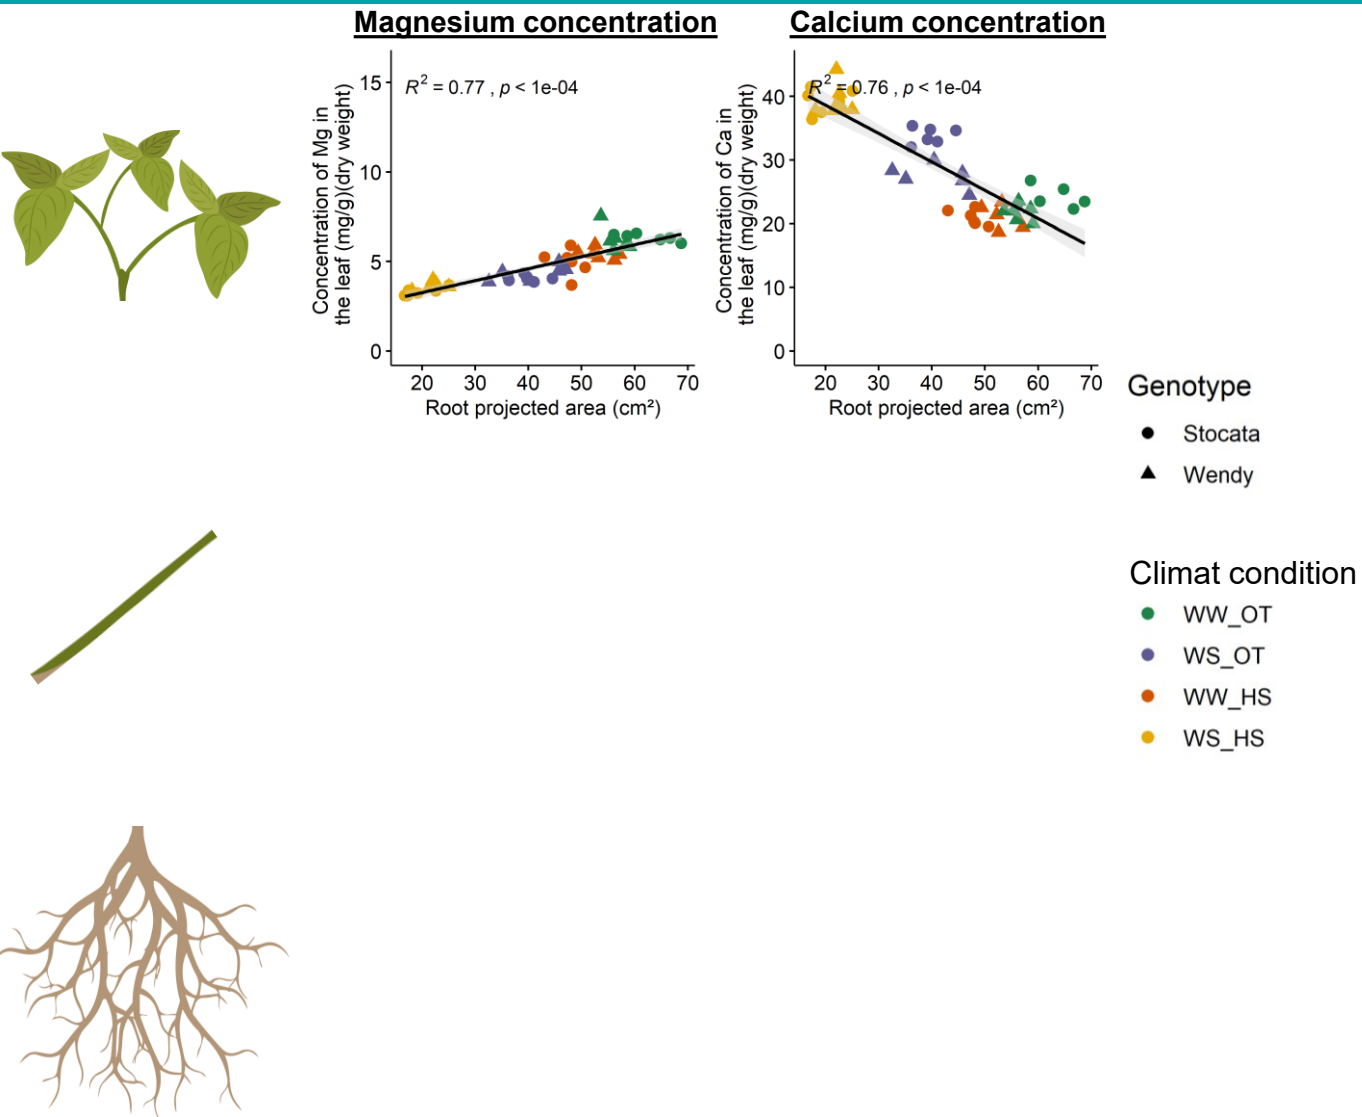 Magnesium concentration
Calcium concentration
Concentration of Mg in
the leaf (mg/g)(dry weight)
R² = 0.77 , p < 1e-04
15
10
5
0
20 30 40 50 60 70
Root projected area (cm²)
Concentration of Ca in
the leaf (mg/g)(dry weight)
R² = 0.76 , p < 1e-04
40
30
20
10
0
20 30 40 50 60 70
Root projected area (cm²)
Genotype
Stocata
Wendy
Climat condition
WW_OT
WS_OT
WW_HS
WS_HS